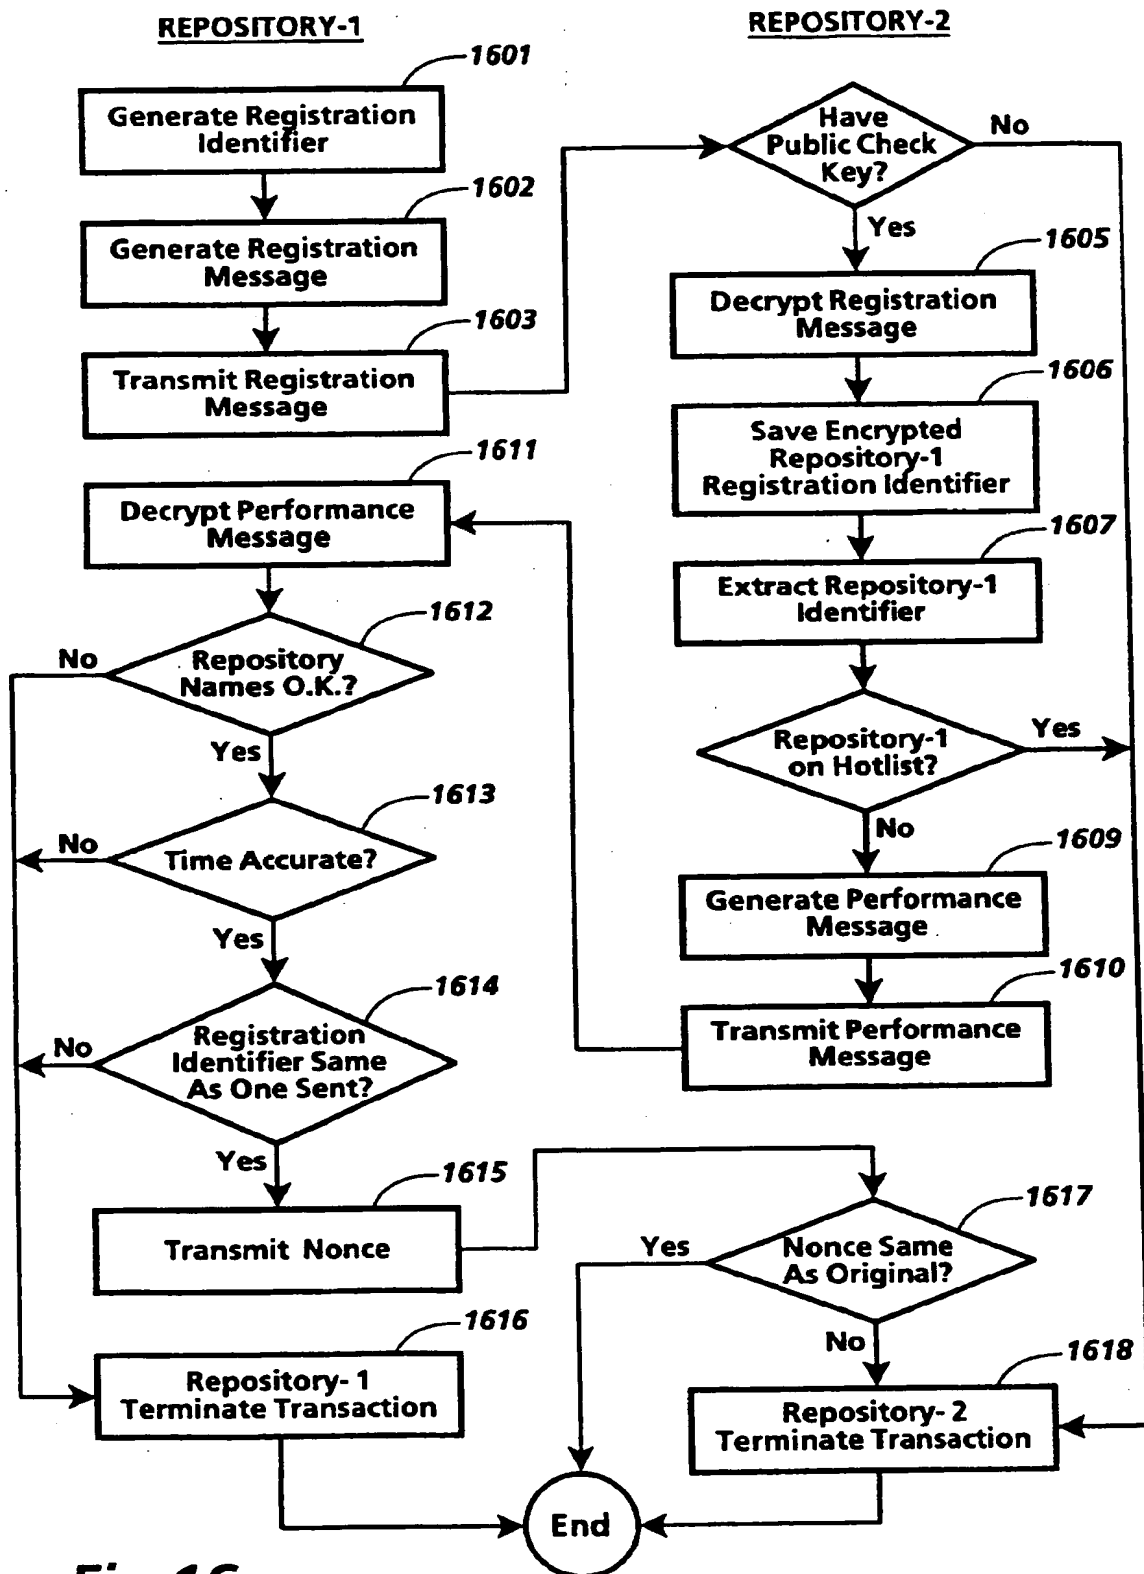 REPOSITORY-1
1601
Generate Registration
Identifier
1602
Generate Registration
Message
1603
Transmit Registration
Message
1611
Decrypt Performance
Message
1612
No
Repository
Names O.K.?
Yes
1613
No
Time Accurate?
Yes
1614
No
Registration
Identifier Same
As One Sent?
Yes
1615
Transmit Nonce
1616
Repository-1
Terminate Transaction
REPOSITORY-2
Have
Public Check
Key?
No
Yes
1605
Decrypt Registration
Message
1606
Save Encrypted
Repository-1
Registration Identifier
1607
Extract Repository-1
Identifier
Repository-1
on Hotlist?
Yes
No
1609
Generate Performance
Message
1610
Transmit Performance
Message
1617
Yes
Nonce Same
As Original?
No
1618
Repository-2
Terminate Transaction
End